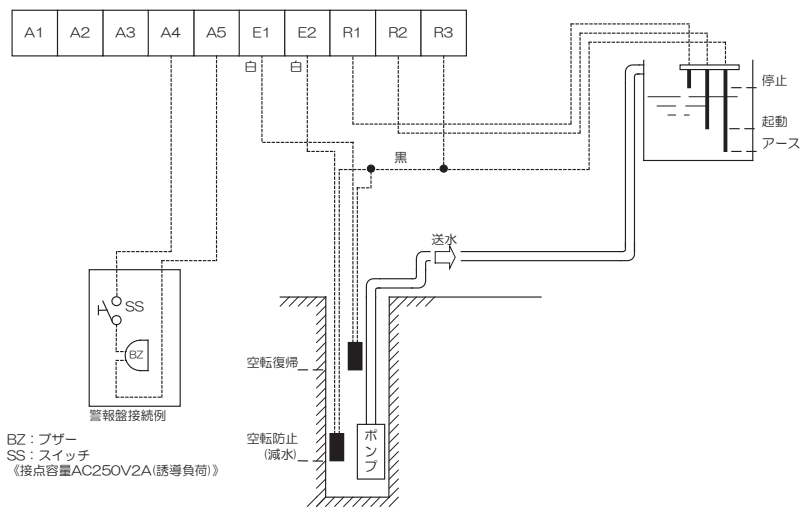 A1 A2 A3 A4 A5 E1 E2 R1 R2 R3
白 白
停止
起動
アース
黒
送水
SS
BZ
空転復帰
警報盤接続例
空転防止
(減水)
ポンプ
BZ：ブザー
SS：スイッチ
《接点容量AC250V2A(誘導負荷)》